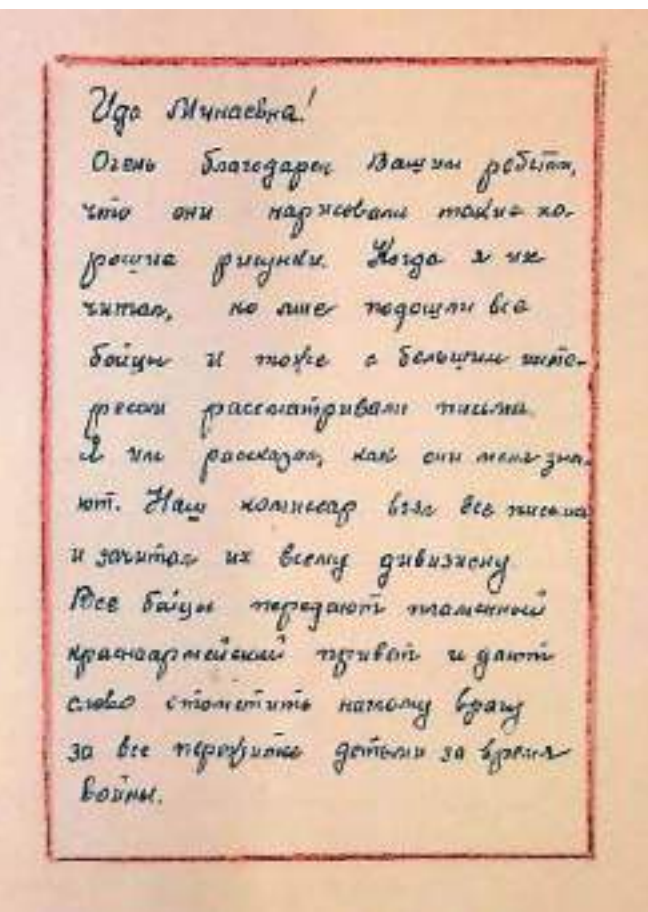 Ида Минаевна!
Очень благодарен Вашим ребятам,
что они нарисовали такие хо-
рошие рисунки. Когда я их
читал, ко мне подошли все
бойцы и тоже с большим инте-
ресом рассматривали письма.
Я им рассказал, как они меня зна-
ют. Наш комиссар взял все письма
и зачитал их всему дивизиону
Все бойцы передают пламенный
красноармейский привет и дают
слово отомстить наглому врагу
за все пережитое детьми за время
войны.